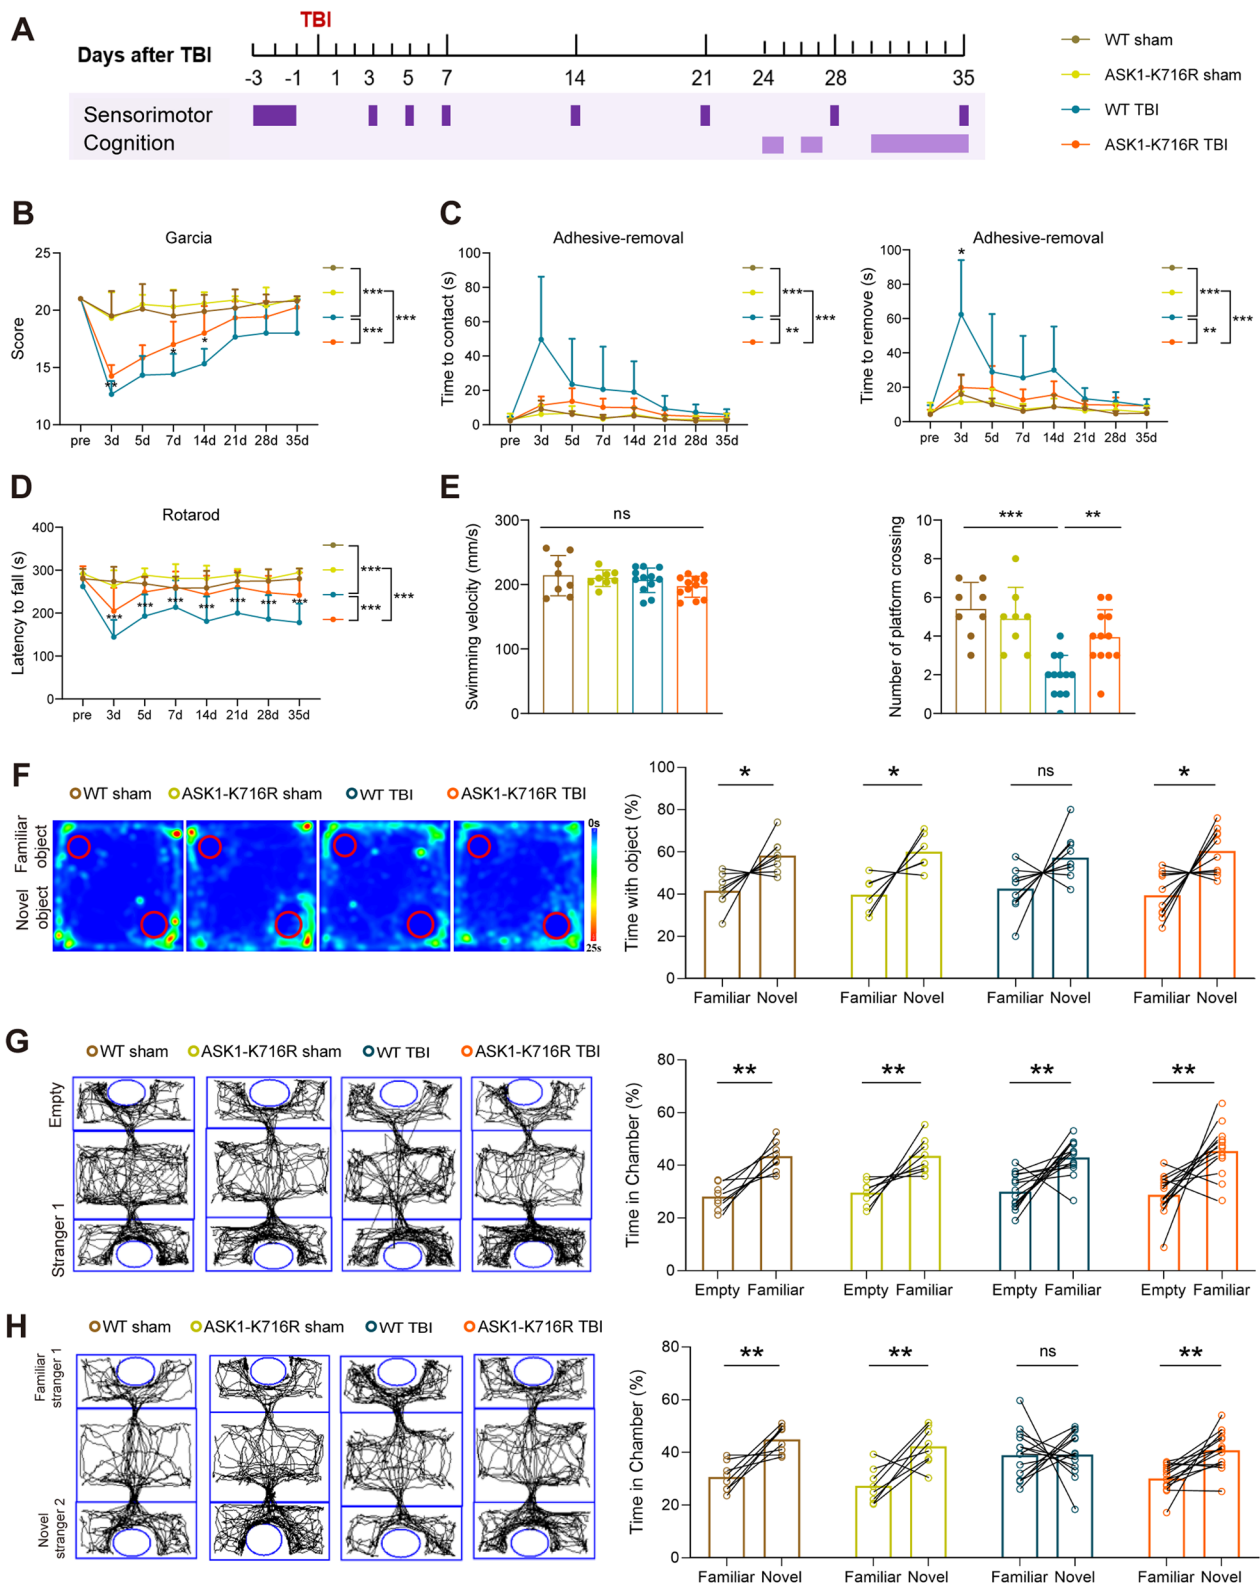 A
TBI
Days after TBI
-3 -1 1 3 5 7 14 21 24 28 35
Sensorimotor
Cognition
WT sham
ASK1-K716R sham
WT TBI
ASK1-K716R TBI
B
Garcia
Score
25
20
15
10
pre 3d 5d 7d 14d 21d 28d 35d
** * *
*** *** ***
C
Adhesive-removal
Time to contact (s)
100
80
60
40
20
0
pre 3d 5d 7d 14d 21d 28d 35d
*** ** ***
Adhesive-removal
Time to remove (s)
100
80
60
40
20
0
pre 3d 5d 7d 14d 21d 28d 35d
*
*** ** ***
D
Rotarod
Latency to fall (s)
400
300
200
100
0
pre 3d 5d 7d 14d 21d 28d 35d
*** *** *** *** *** *** ***
*** *** ***
E
Swimming velocity (mm/s)
300
200
100
0
ns
Number of platform crossing
10
8
6
4
2
0
*** **
F
WT sham ASK1-K716R sham WT TBI ASK1-K716R TBI
Familiar object
Novel object
0s
25s
Time with object (%)
100
80
60
40
20
0
* * ns *
Familiar Novel Familiar Novel Familiar Novel Familiar Novel
G
WT sham ASK1-K716R sham WT TBI ASK1-K716R TBI
Empty
Stranger 1
Time in Chamber (%)
80
60
40
20
0
** ** ** **
Empty Familiar Empty Familiar Empty Familiar Empty Familiar
H
WT sham ASK1-K716R sham WT TBI ASK1-K716R TBI
Familiar stranger 1
Novel stranger 2
Time in Chamber (%)
80
60
40
20
0
** ** ns **
Familiar Novel Familiar Novel Familiar Novel Familiar Novel